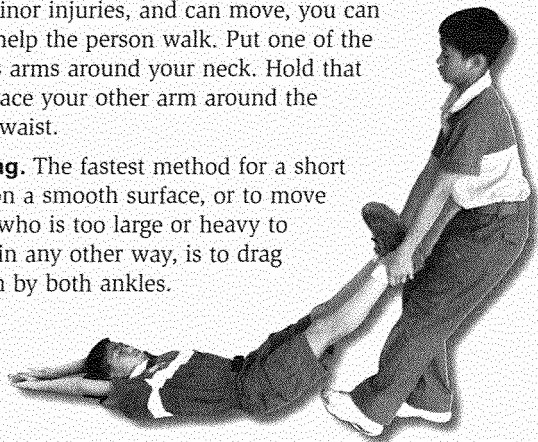 inor injuries, and can move, you can
help the person walk. Put one of the
s arms around your neck. Hold that
ace your other arm around the
waist.
ng. The fastest method for a short
on a smooth surface, or to move
who is too large or heavy to
in any other way, is to drag
n by both ankles.